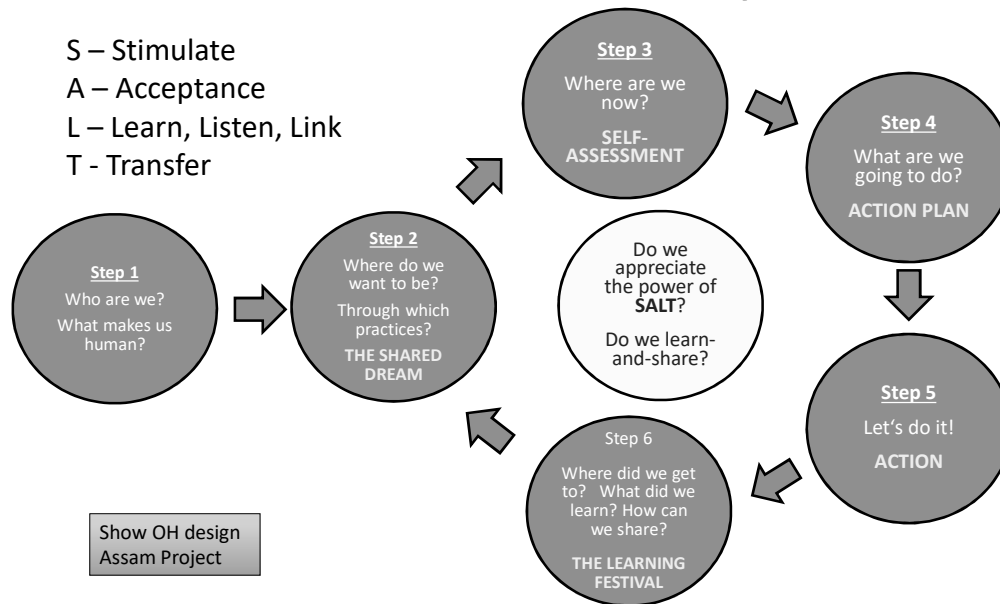 S – Stimulate
A – Acceptance
L – Learn, Listen, Link
T - Transfer
Step 1
Who are we?
What makes us
human?
Step 2
Where do we
want to be?
Through which
practices?
THE SHARED
DREAM
Step 3
Where are we
now?
SELF-
ASSESSMENT
Step 4
What are we
going to do?
ACTION PLAN
Step 5
Let‘s do it!
ACTION
Step 6
Where did we get
to? What did we
learn? How can
we share?
THE LEARNING
FESTIVAL
Do we
appreciate
the power of
SALT?
Do we learn-
and-share?
Show OH design
Assam Project